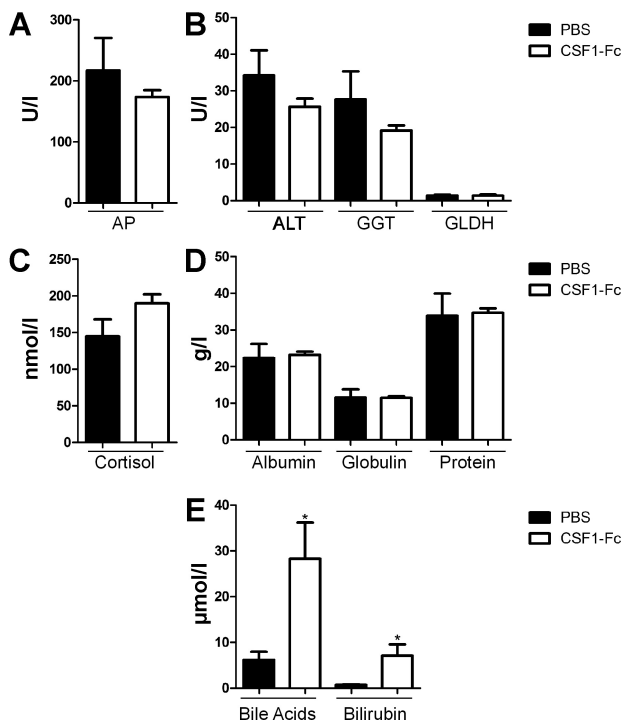 A
U/l
300
200
100
0
AP
B
U/l
50
40
30
20
10
0
ALT GGT GLDH
PBS
CSF1-Fc
C
nmol/l
250
200
150
100
50
0
Cortisol
D
g/l
50
40
30
20
10
0
Albumin Globulin Protein
PBS
CSF1-Fc
E
µmol/l
40
30
20
10
0
*
*
Bile Acids Bilirubin
PBS
CSF1-Fc